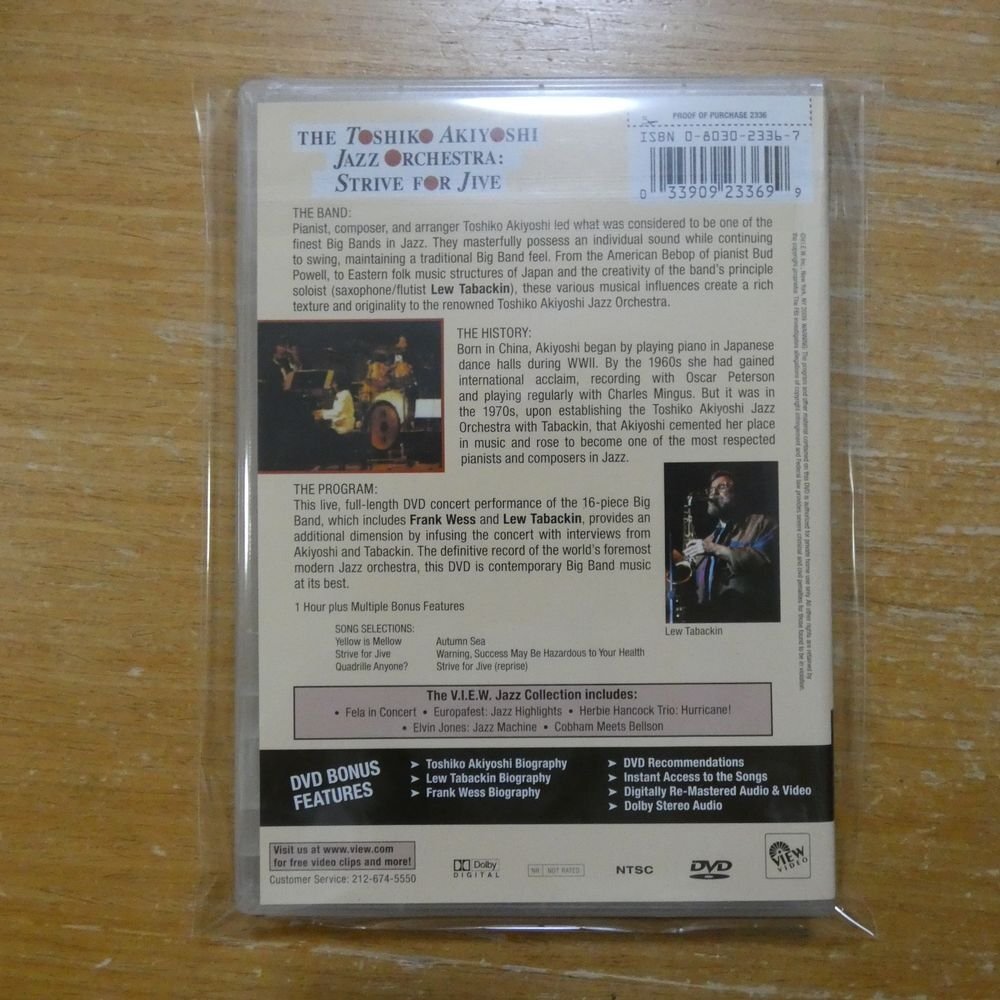 THE TOSHIKO AKIYOSHI
JAZZ ORCHESTRA:
STRIVE FOR JIVE
PROOF OF PURCHASE 2336
ISBN 0-8030-2336-7
0 33909 23369 9
THE BAND:
Pianist, composer, and arranger Toshiko Akiyoshi led what was considered to be one of the
finest Big Bands in Jazz. They masterfully possess an individual sound while continuing
to swing, maintaining a traditional Big Band feel. From the American Bebop of pianist Bud
Powell, to Eastern folk music structures of Japan and the creativity of the band's principle
soloist (saxophone/flutist Lew Tabackin), these various musical influences create a rich
texture and originality to the renowned Toshiko Akiyoshi Jazz Orchestra.
THE HISTORY:
Born in China, Akiyoshi began by playing piano in Japanese
dance halls during WWII. By the 1960s she had gained
international acclaim, recording with Oscar Peterson
and playing regularly with Charles Mingus. But it was in
the 1970s, upon establishing the Toshiko Akiyoshi Jazz
Orchestra with Tabackin, that Akiyoshi cemented her place
in music and rose to become one of the most respected
pianists and composers in Jazz.
THE PROGRAM:
This live, full-length DVD concert performance of the 16-piece Big
Band, which includes Frank Wess and Lew Tabackin, provides an
additional dimension by infusing the concert with interviews from
Akiyoshi and Tabackin. The definitive record of the world's foremost
modern Jazz orchestra, this DVD is contemporary Big Band music
at its best.
1 Hour plus Multiple Bonus Features
Lew Tabackin
SONG SELECTIONS:
Yellow is Mellow
Strive for Jive
Quadrille Anyone?
Autumn Sea
Warning, Success May Be Hazardous to Your Health
Strive for Jive (reprise)
The V.I.E.W. Jazz Collection includes:
• Fela in Concert • Europafest: Jazz Highlights • Herbie Hancock Trio: Hurricane!
• Elvin Jones: Jazz Machine • Cobham Meets Bellson
DVD BONUS
FEATURES
➤ Toshiko Akiyoshi Biography
➤ Lew Tabackin Biography
➤ Frank Wess Biography
➤ DVD Recommendations
➤ Instant Access to the Songs
➤ Digitally Re-Mastered Audio & Video
➤ Dolby Stereo Audio
Visit us at www.view.com
for free video clips and more!
Customer Service: 212-674-5550
Dolby
DIGITAL
NR NOT RATED
NTSC
DVD
VIEW
VIDEO